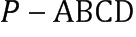 P – ABCD